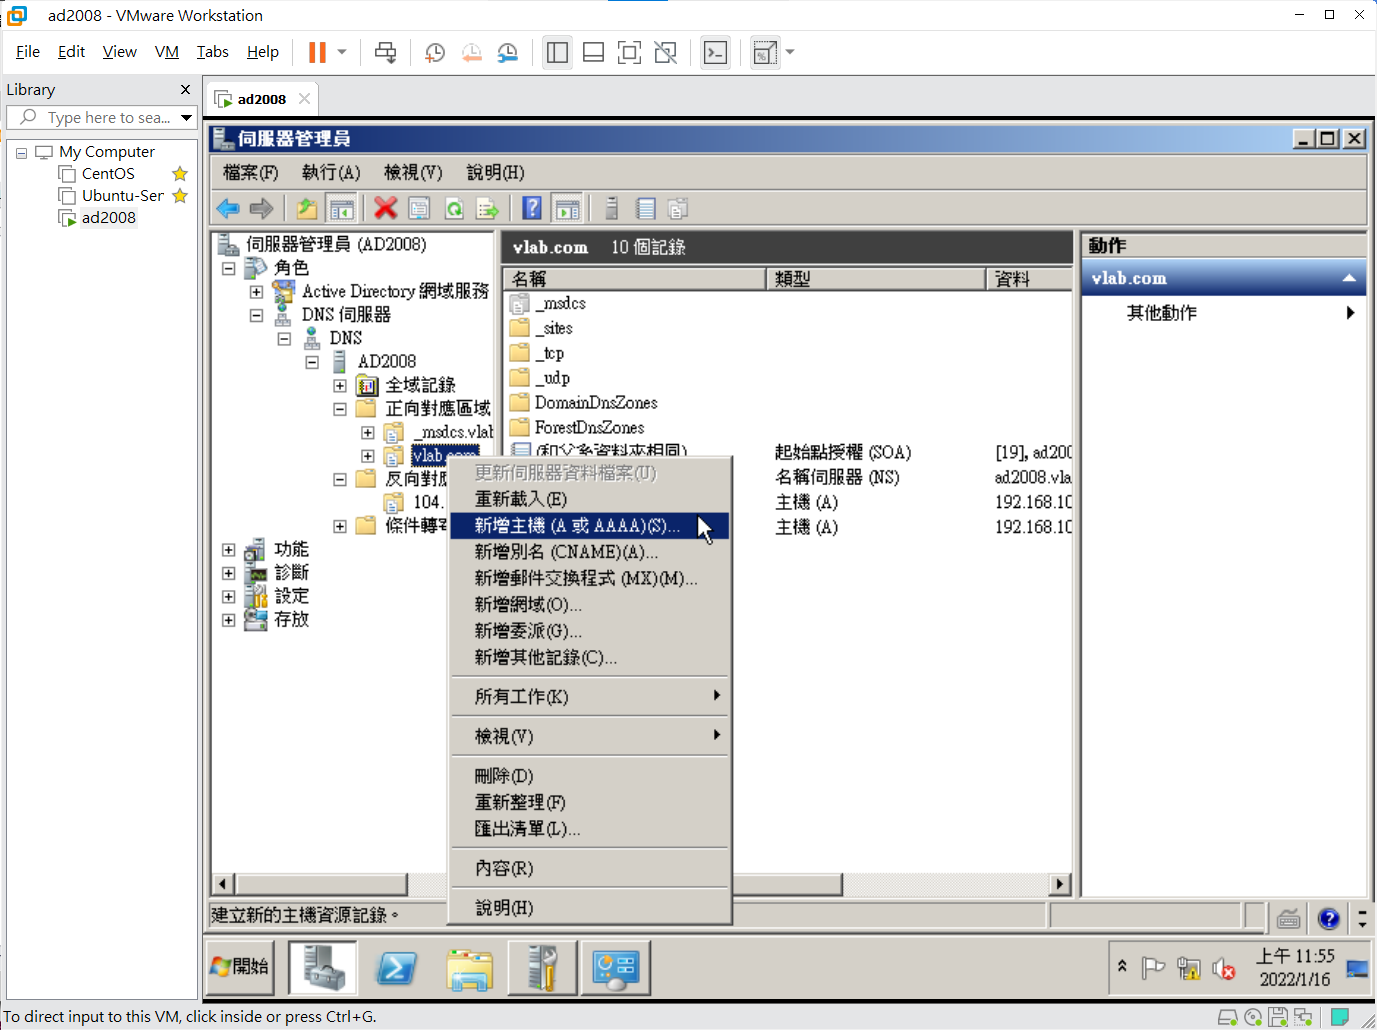 ad2008 - VMware Workstation
File Edit View VM Tabs Help
Library
Type here to sea...
My Computer
CentOS
Ubuntu-Ser
ad2008
ad2008
伺服器管理員
檔案(F) 執行(A) 檢視(V) 說明(H)
伺服器管理員 (AD2008)
角色
Active Directory 網域服務
DNS 伺服器
DNS
AD2008
全域記錄
正向對應區域
_msdcs.vlab
vlab.com
反向對應
104.
條件轉寄
功能
診斷
設定
存放
vlab.com 10 個記錄
名稱 類型 資料
_msdcs
_sites
_tcp
_udp
DomainDnsZones
ForestDnsZones
(和父系資料夾相同) 起始點授權 (SOA) [19], ad200
名稱伺服器 (NS) ad2008.vla
主機 (A) 192.168.10
主機 (A) 192.168.10
更新伺服器資料檔案(U)
重新載入(E)
新增主機 (A 或 AAAA)(S)...
新增別名 (CNAME)(A)...
新增郵件交換程式 (MX)(M)...
新增網域(O)...
新增委派(G)...
新增其他記錄(C)...
所有工作(K)
檢視(V)
刪除(D)
重新整理(F)
匯出清單(L)...
內容(R)
說明(H)
動作
vlab.com
其他動作
建立新的主機資源記錄。
開始
上午 11:55
2022/1/16
To direct input to this VM, click inside or press Ctrl+G.